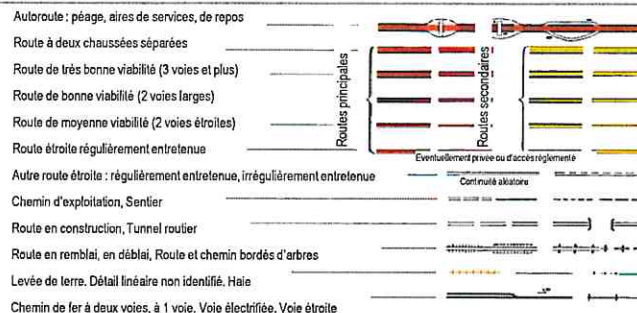 Autoroute : péage, aires de services, de repos
Route à deux chaussées séparées
Route de très bonne viabilité (3 voies et plus)
Route de bonne viabilité (2 voies larges)
Route de moyenne viabilité (2 voies étroites)
Route étroite régulièrement entretenue
Routes principales
Routes secondaires
Eventuellement privée ou d'accès réglementé
Autre route étroite : régulièrement entretenue, irrégulièrement entretenue
Continuité aléatoire
Chemin d'exploitation, Sentier
Route en construction, Tunnel routier
Route en remblai, en déblai, Route et chemin bordés d'arbres
Levée de terre. Détail linéaire non identifié. Haie
Chemin de fer à deux voies, à 1 voie. Voie électrifiée. Voie étroite